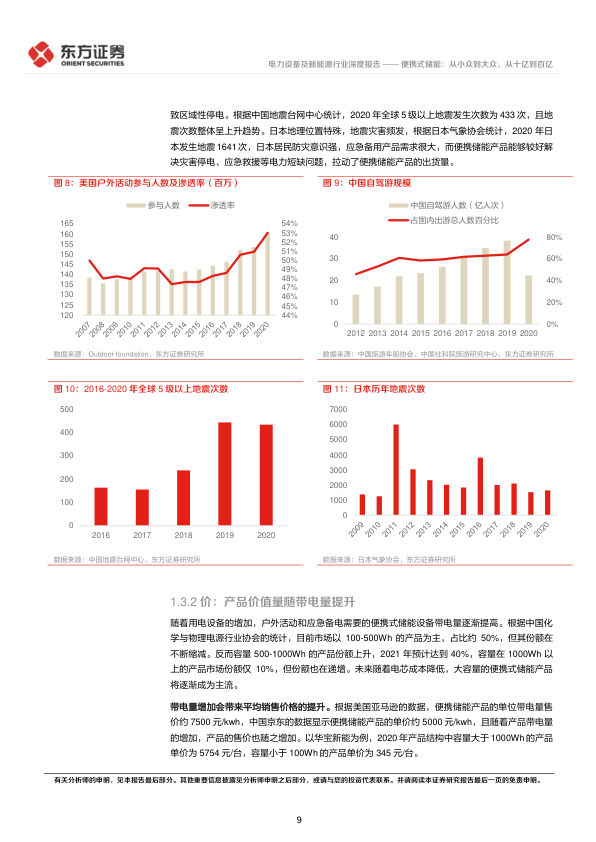 东方证券
ORIENT SECURITIES
电力设备及新能源行业深度报告 —— 便携式储能：从小众到大众，从十亿到百亿
致区域性停电。根据中国地震台网中心统计，2020 年全球 5 级以上地震发生次数为 433 次，且地
震次数整体呈上升趋势。日本地理位置特殊，地震灾害频发，根据日本气象协会统计，2020 年日
本发生地震 1641 次，日本居民防灾意识强，应急备用产品需求很大，而便携储能产品能够较好解
决灾害停电、应急救援等电力短缺问题，拉动了便携储能产品的出货量。
图 8：美国户外活动参与人数及渗透率（百万）
参与人数 渗透率
165
160
155
150
145
140
135
130
125
120
54%
53%
52%
51%
50%
49%
48%
47%
46%
45%
44%
2007 2008 2009 2010 2011 2012 2013 2014 2015 2016 2017 2018 2019 2020
数据来源：Outdoor foundation，东方证券研究所
图 9：中国自驾游规模
中国自驾游人数（亿人次）
占国内出游总人数百分比
40
30
20
10
0
80%
60%
40%
20%
0%
2012 2013 2014 2015 2016 2017 2018 2019 2020
数据来源：中国旅游车船协会、中国社科院旅游研究中心，东方证券研究所
图 10：2016-2020 年全球 5 级以上地震次数
500
400
300
200
100
0
2016 2017 2018 2019 2020
数据来源：中国地震台网中心，东方证券研究所
图 11：日本历年地震次数
7000
6000
5000
4000
3000
2000
1000
0
2009 2010 2011 2012 2013 2014 2015 2016 2017 2018 2019 2020
数据来源：日本气象协会，东方证券研究所
1.3.2 价：产品价值量随带电量提升
随着用电设备的增加，户外活动和应急备电需要的便携式储能设备带电量逐渐提高。根据中国化
学与物理电源行业协会的统计，目前市场以 100-500Wh 的产品为主，占比约 50%，但其份额在
不断缩减。反而容量 500-1000Wh 的产品份额上升，2021 年预计达到 40%，容量在 1000Wh 以
上的产品市场份额仅 10%，但份额也在递增。未来随着电芯成本降低，大容量的便携式储能产品
将逐渐成为主流。
带电量增加会带来平均销售价格的提升。根据美国亚马逊的数据，便携储能产品的单位带电量售
价约 7500 元/kwh，中国京东的数据显示便携储能产品的单价约 5000 元/kwh，且随着产品带电量
的增加，产品的售价也随之增加。以华宝新能为例，2020 年产品结构中容量大于 1000Wh 的产品
单价为 5754 元/台，容量小于 100Wh 的产品单价为 345 元/台。
有关分析师的申明，见本报告最后部分。其他重要信息披露见分析师申明之后部分，或请与您的投资代表联系。并请阅读本证券研究报告最后一页的免责申明。
9